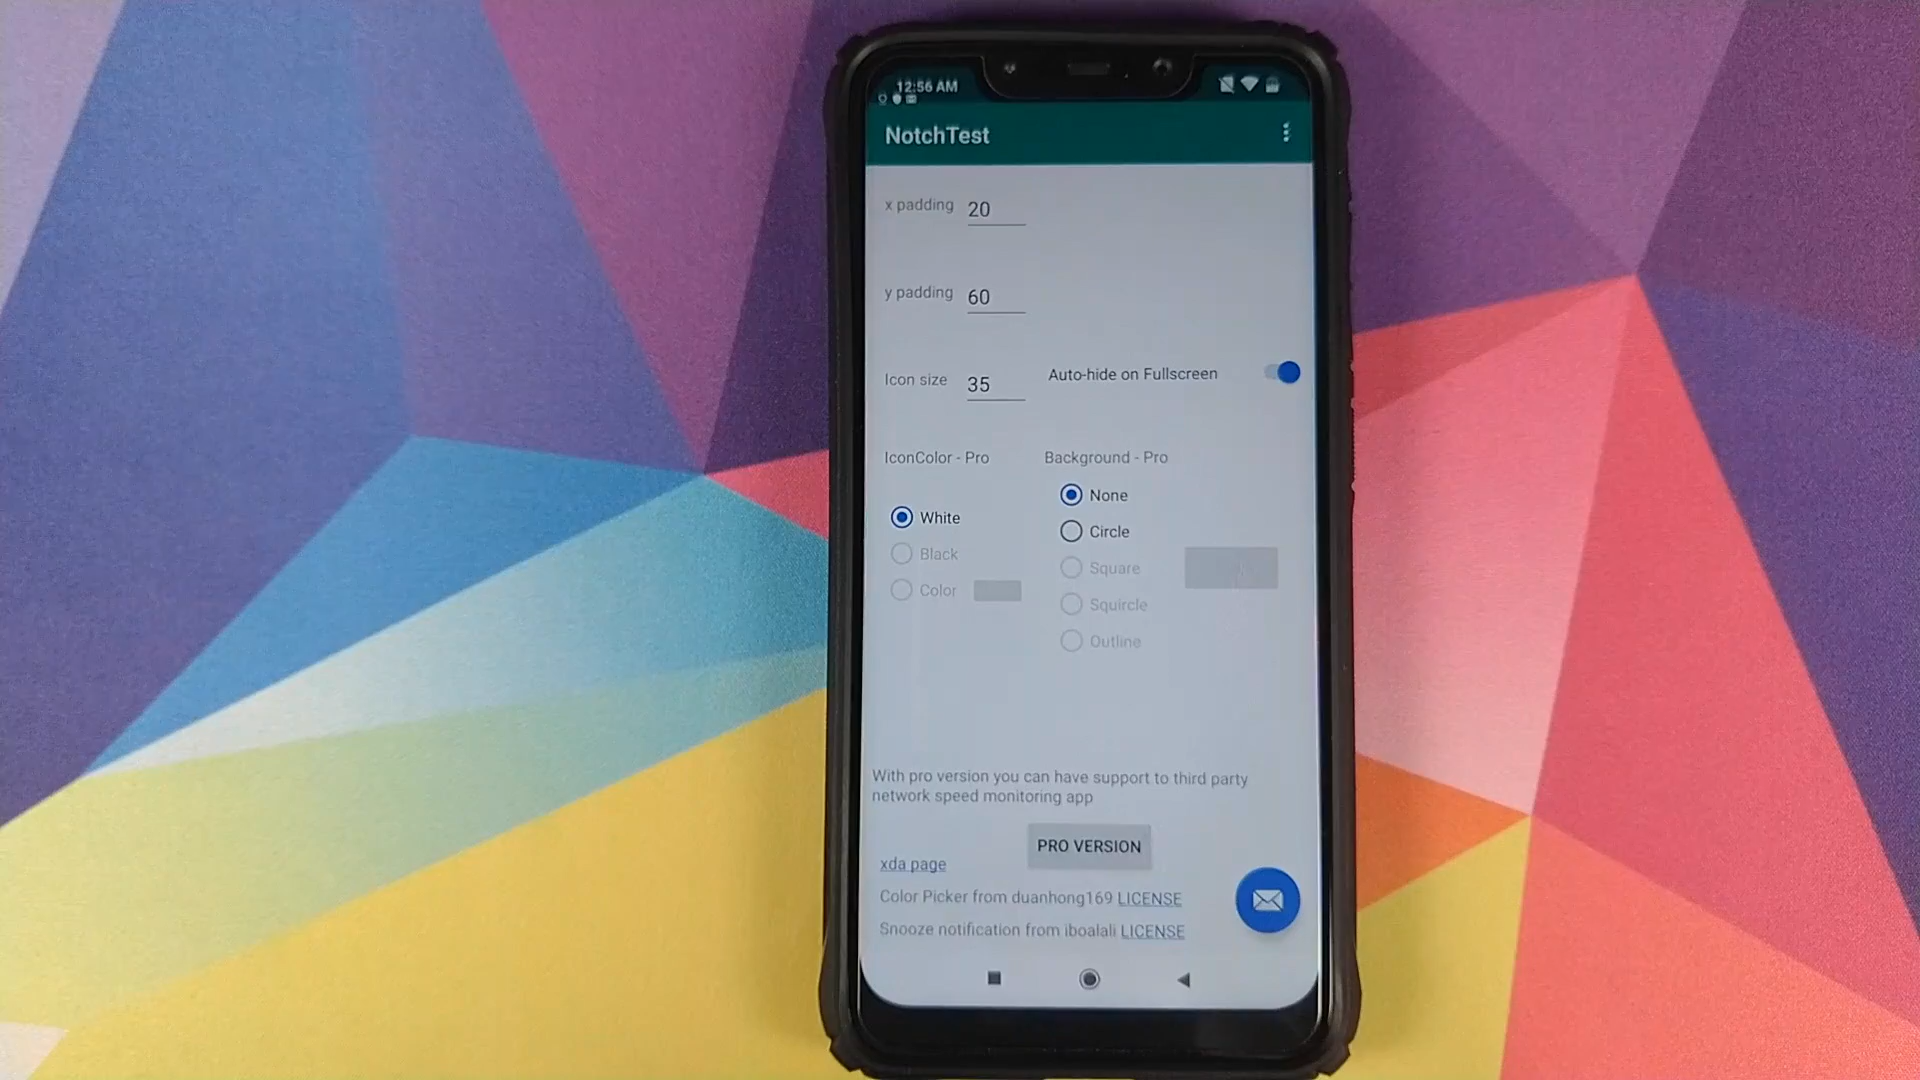 12:56 AM
NotchTest
x padding 20
y padding 60
Icon size 35 Auto-hide on Fullscreen
IconColor - Pro Background - Pro
None
White
Circle
Black
Square
Color
Squircle
Outline
With pro version you can have support to third party
network speed monitoring app
PRO VERSION
xda page
Color Picker from duanhong169 LICENSE
Snooze notification from iboalali LICENSE